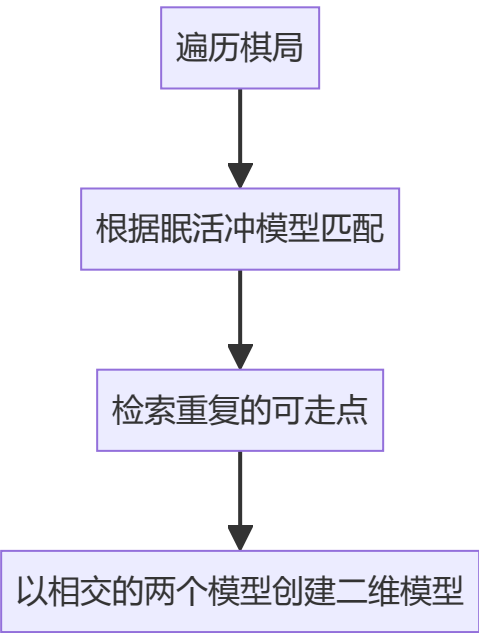 遍历棋局
根据眠活冲模型匹配
检索重复的可走点
以相交的两个模型创建二维模型